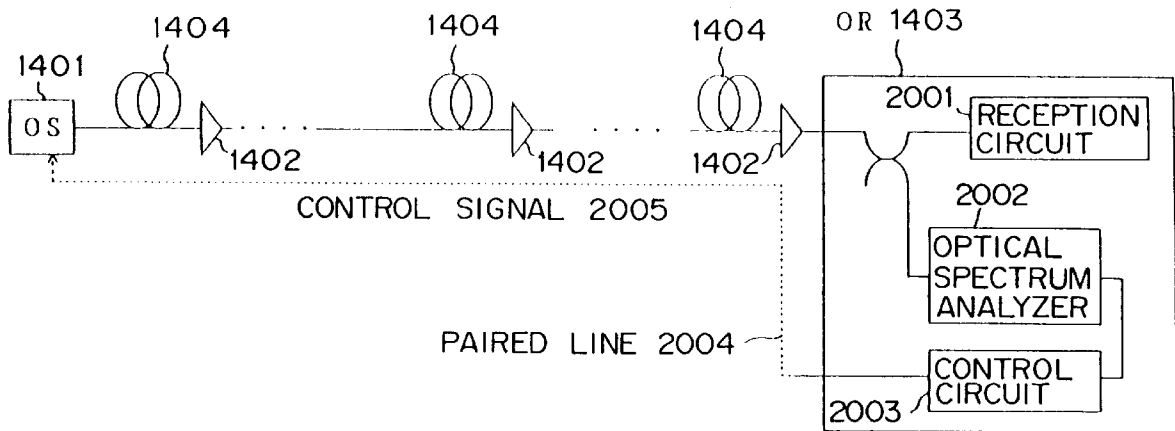 1404
1404
1404
OR 1403
1401
OS
2001
RECEPTION
CIRCUIT
1402
1402
1402
CONTROL SIGNAL 2005
2002
OPTICAL
SPECTRUM
ANALYZER
PAIRED LINE 2004
CONTROL
CIRCUIT
2003